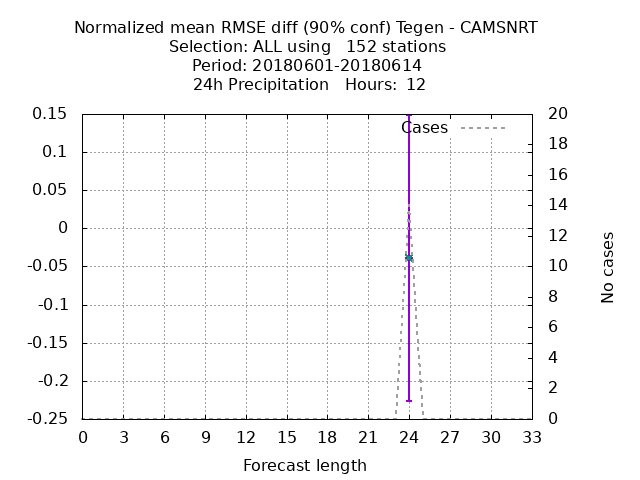 Normalized mean RMSE diff (90% conf) Tegen - CAMSNRT
Selection: ALL using   152 stations
Period: 20180601-20180614
24h Precipitation   Hours:  12
Cases
0.15
0.1
0.05
0
-0.05
-0.1
-0.15
-0.2
-0.25
20
18
16
14
12
10
8
6
4
2
0
No cases
0 3 6 9 12 15 18 21 24 27 30 33
Forecast length